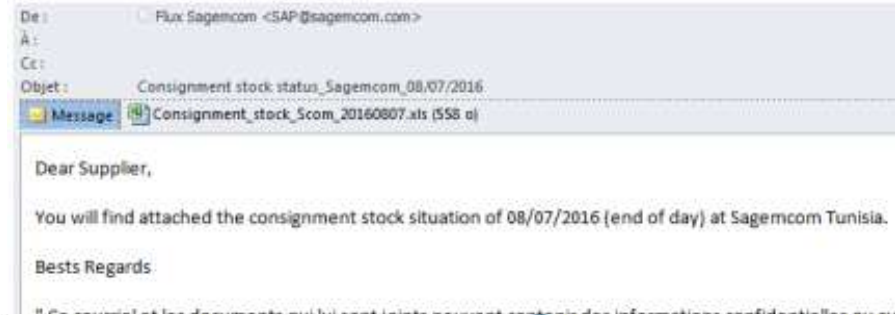 De : Flux Sagemcom <SAP@sagemcom.com>
À :
Cc :
Objet : Consignment stock status_Sagemcom_08/07/2016
Message Consignment_stock_Scom_20160807.xls (558 o)
Dear Supplier,
You will find attached the consignment stock situation of 08/07/2016 (end of day) at Sagemcom Tunisia.
Bests Regards
" Ce courriel et les documents qui lui sont joints peuvent contenir des informations confidentielles ou